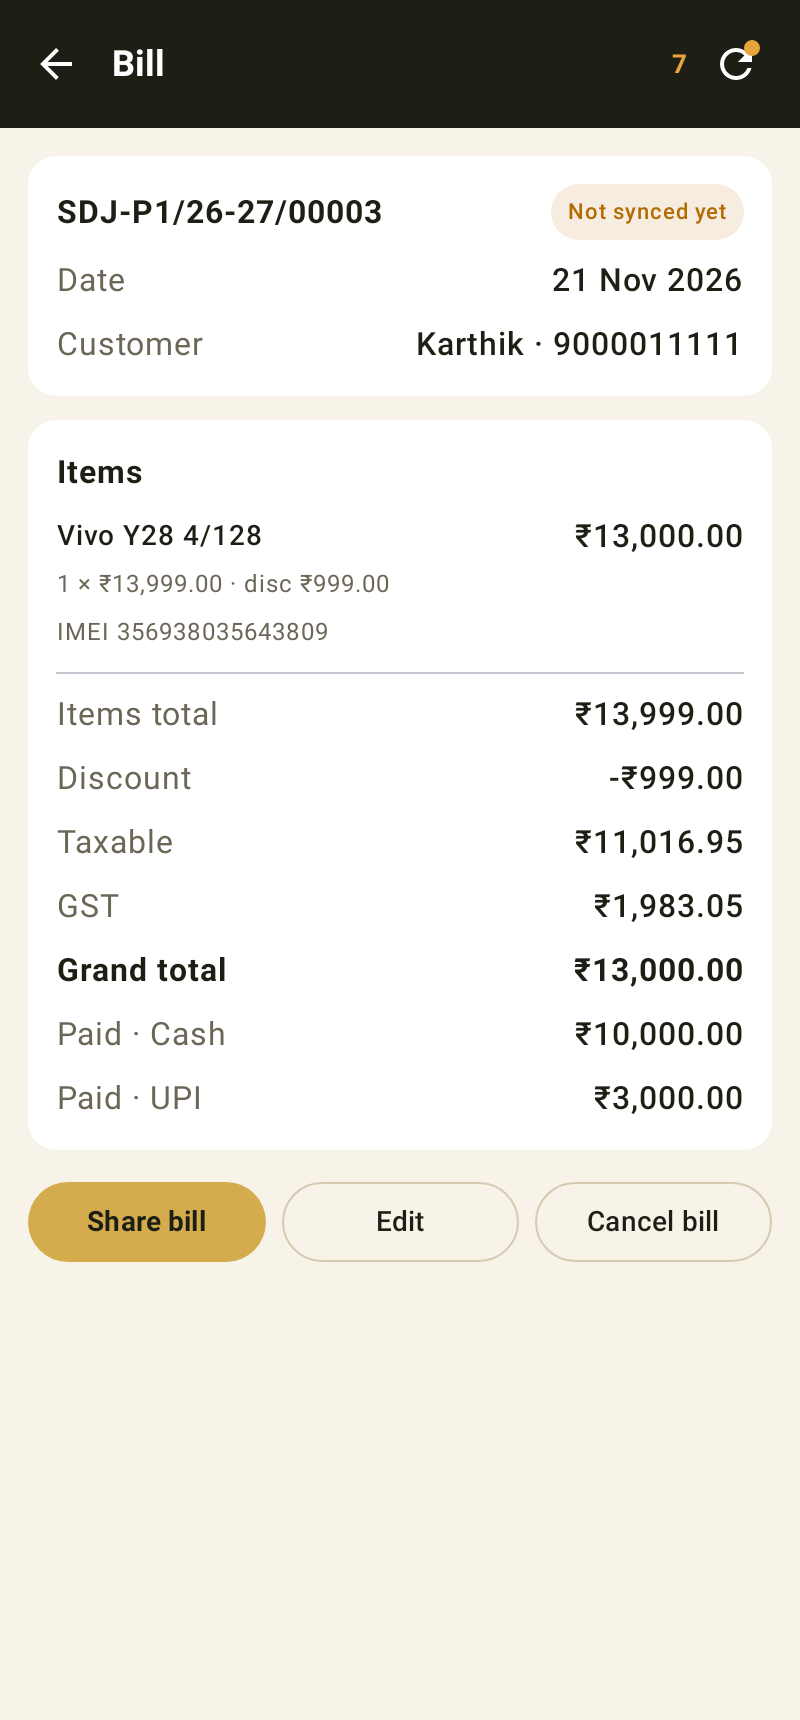 Bill 7
SDJ-P1/26-27/00003 Not synced yet
Date 21 Nov 2026
Customer Karthik · 9000011111
Items
Vivo Y28 4/128 ₹13,000.00
1 × ₹13,999.00 · disc ₹999.00
IMEI 356938035643809
Items total ₹13,999.00
Discount -₹999.00
Taxable ₹11,016.95
GST ₹1,983.05
Grand total ₹13,000.00
Paid · Cash ₹10,000.00
Paid · UPI ₹3,000.00
Share bill Edit Cancel bill